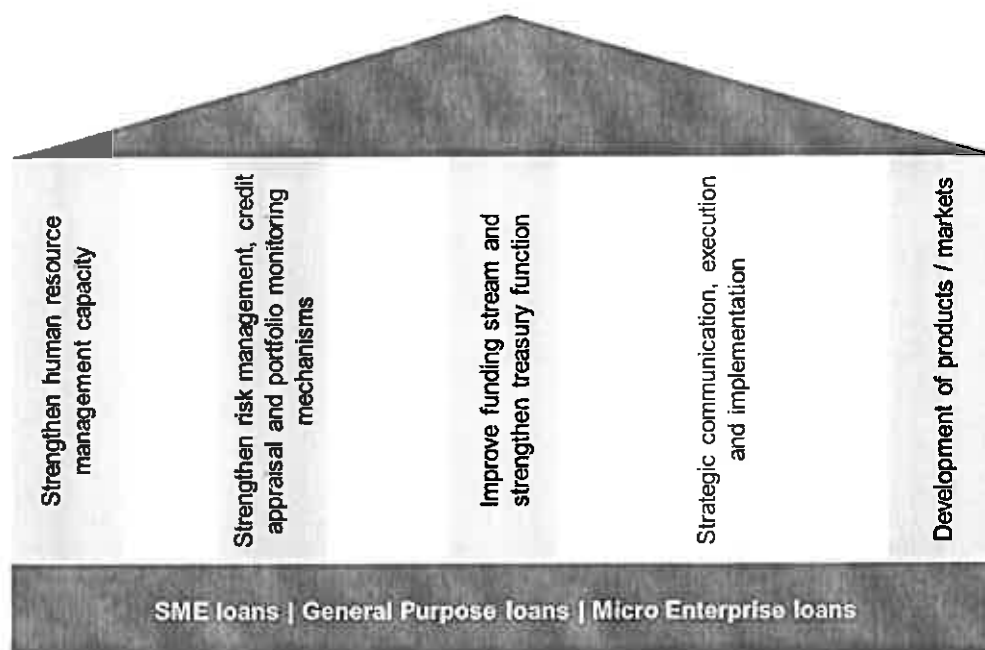 Strengthen human resource
management capacity
Strengthen risk management, credit
appraisal and portfolio monitoring
mechanisms
Improve funding stream and
strengthen treasury function
Strategic communication, execution
and implementation
Development of products / markets
SME loans | General Purpose loans | Micro Enterprise loans